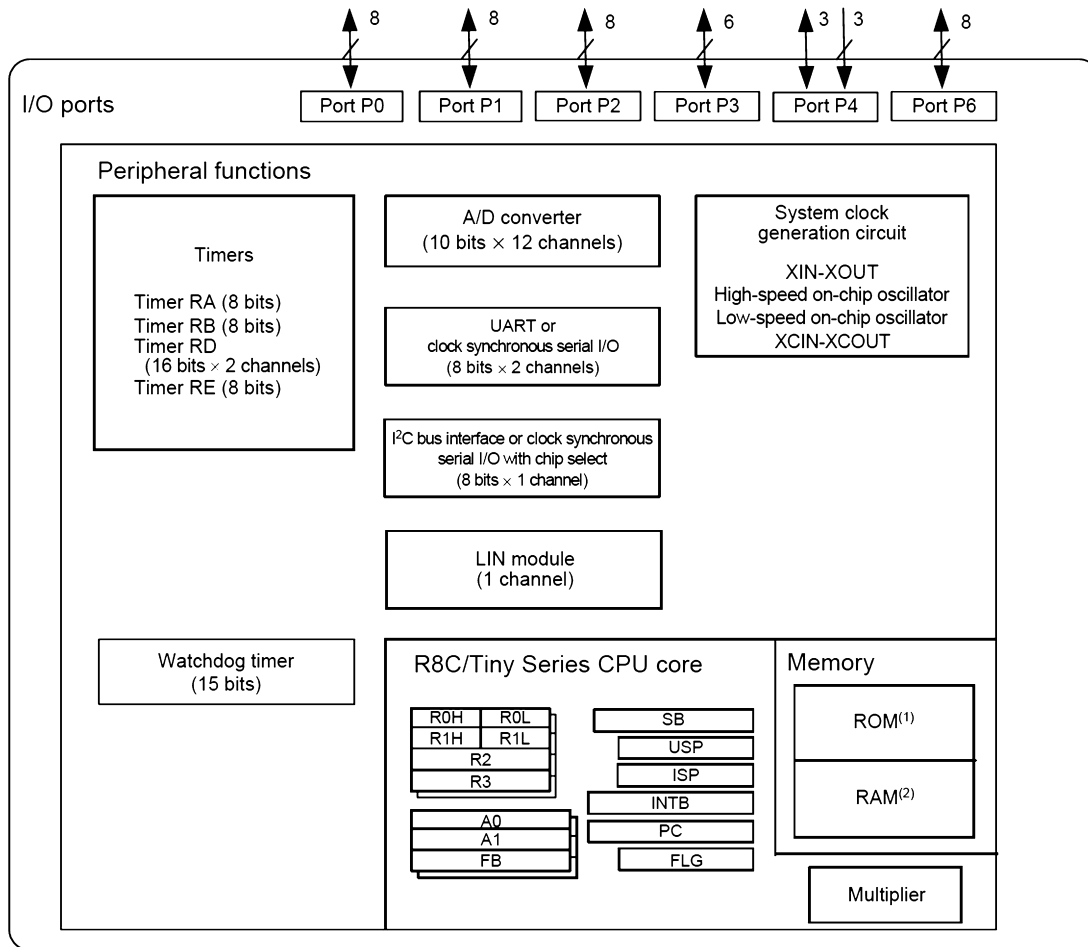 8
8
8
6
3
3
8
I/O ports
Port P0
Port P1
Port P2
Port P3
Port P4
Port P6
Peripheral functions
Timers
Timer RA (8 bits)
Timer RB (8 bits)
Timer RD
(16 bits × 2 channels)
Timer RE (8 bits)
A/D converter
(10 bits × 12 channels)
UART or
clock synchronous serial I/O
(8 bits × 2 channels)
I²C bus interface or clock synchronous
serial I/O with chip select
(8 bits × 1 channel)
LIN module
(1 channel)
System clock
generation circuit
XIN-XOUT
High-speed on-chip oscillator
Low-speed on-chip oscillator
XCIN-XCOUT
Watchdog timer
(15 bits)
R8C/Tiny Series CPU core
R0H
R0L
R1H
R1L
R2
R3
A0
A1
FB
SB
USP
ISP
INTB
PC
FLG
Memory
ROM(1)
RAM(2)
Multiplier